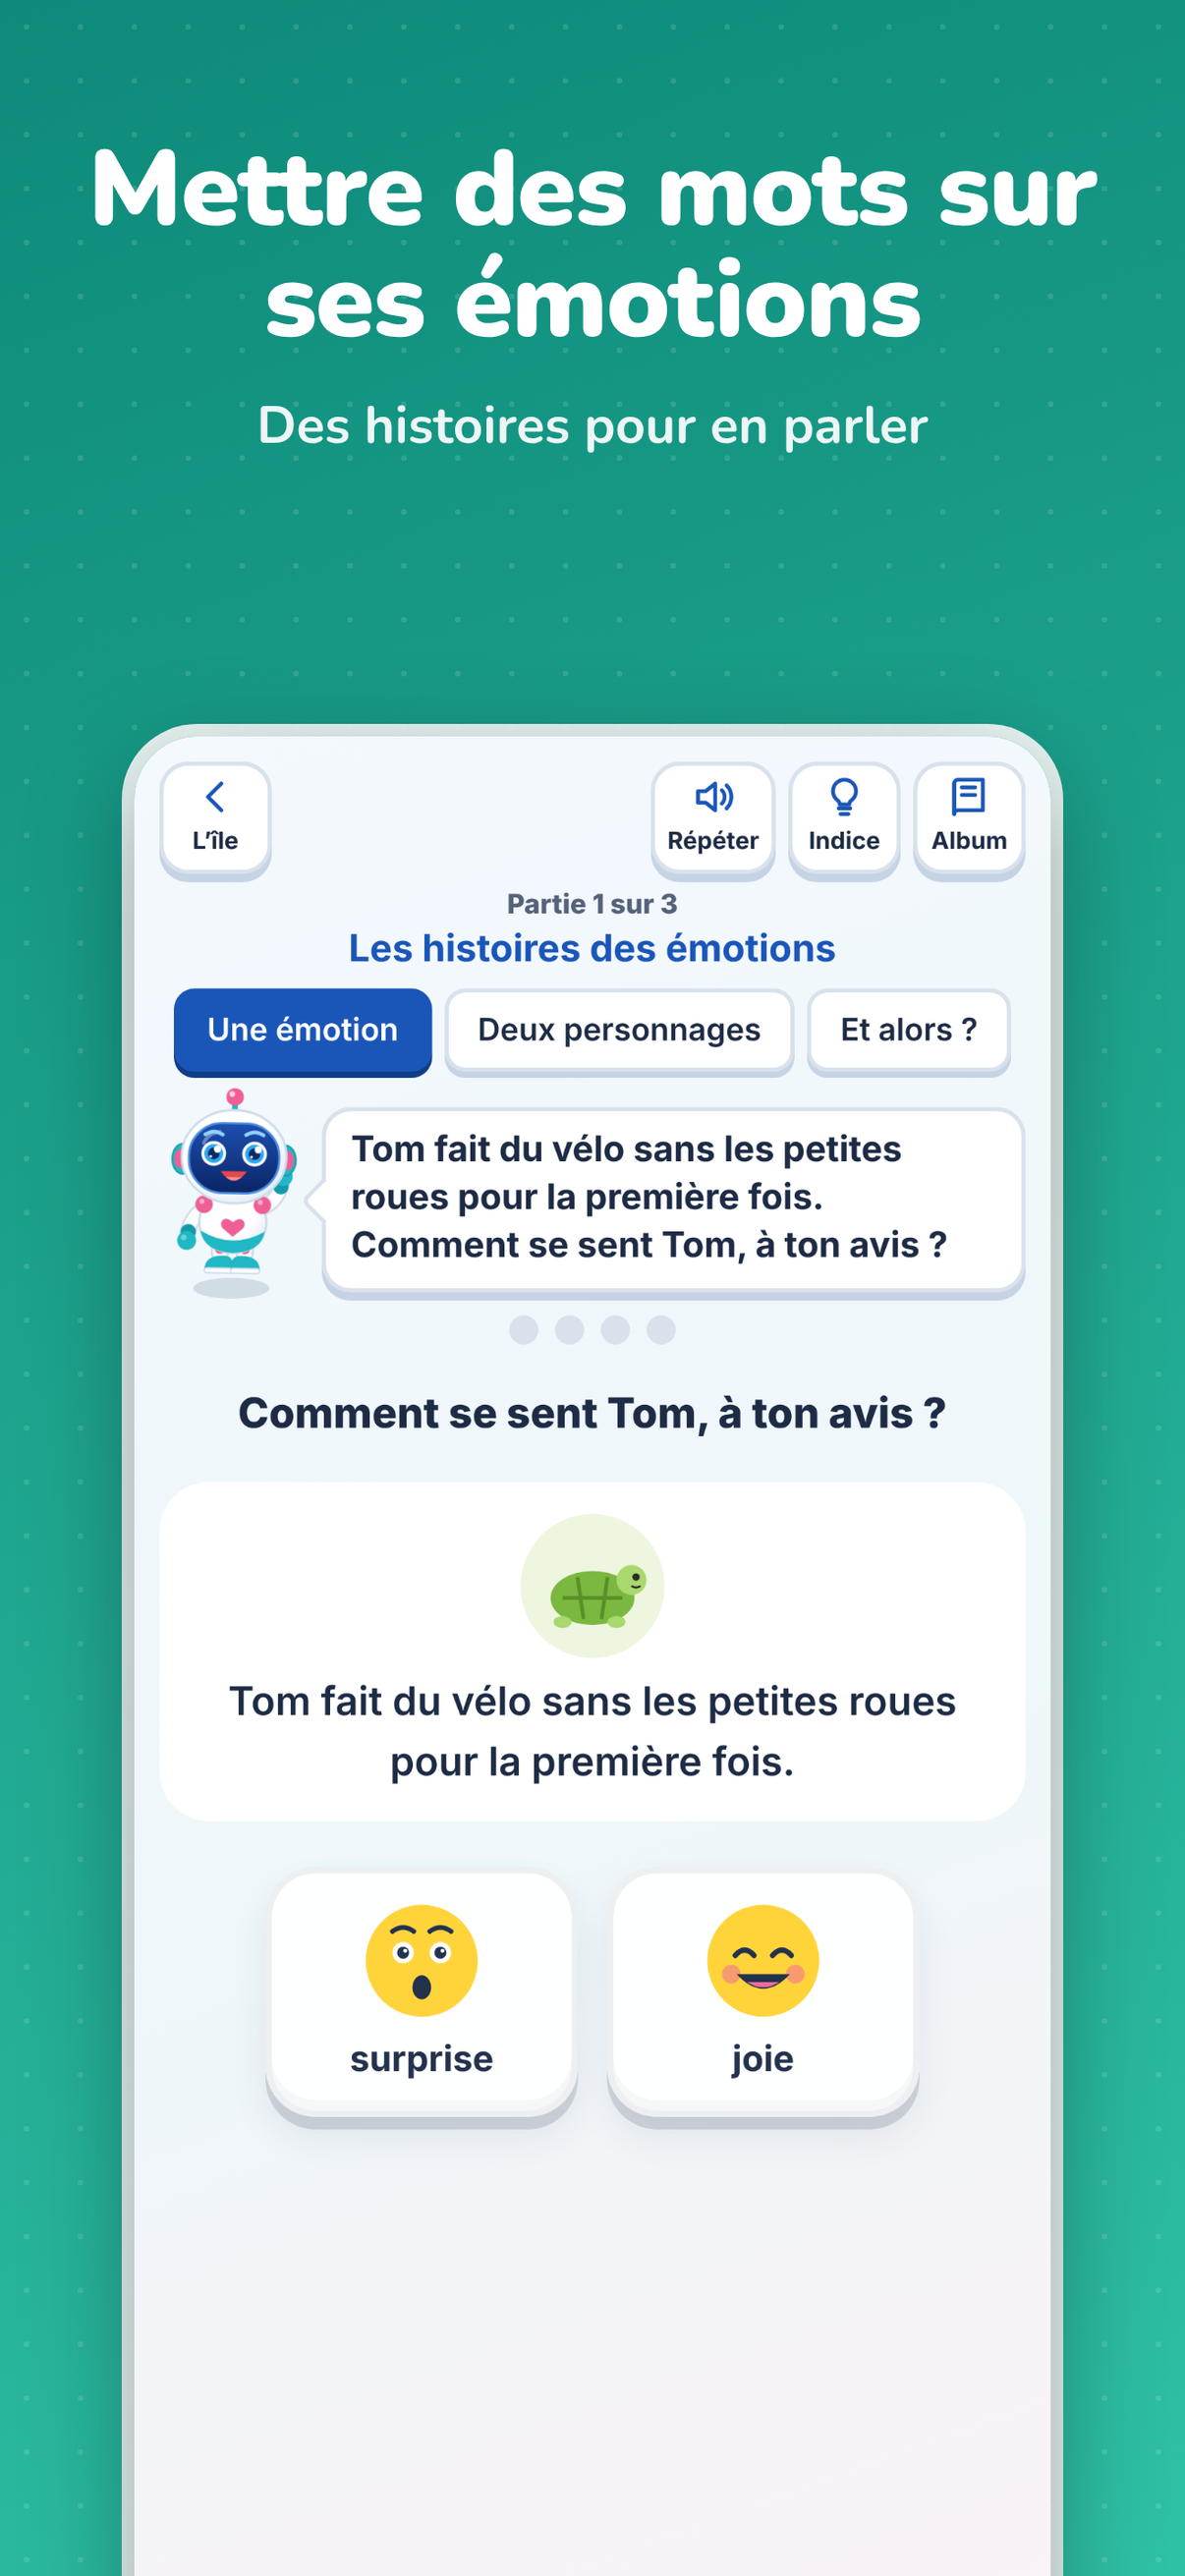 Mettre des mots sur
ses émotions
Des histoires pour en parler
L'île
Répéter
Indice
Album
Partie 1 sur 3
Les histoires des émotions
Une émotion
Deux personnages
Et alors ?
Tom fait du vélo sans les petites
roues pour la première fois.
Comment se sent Tom, à ton avis ?
Comment se sent Tom, à ton avis ?
Tom fait du vélo sans les petites roues
pour la première fois.
surprise
joie